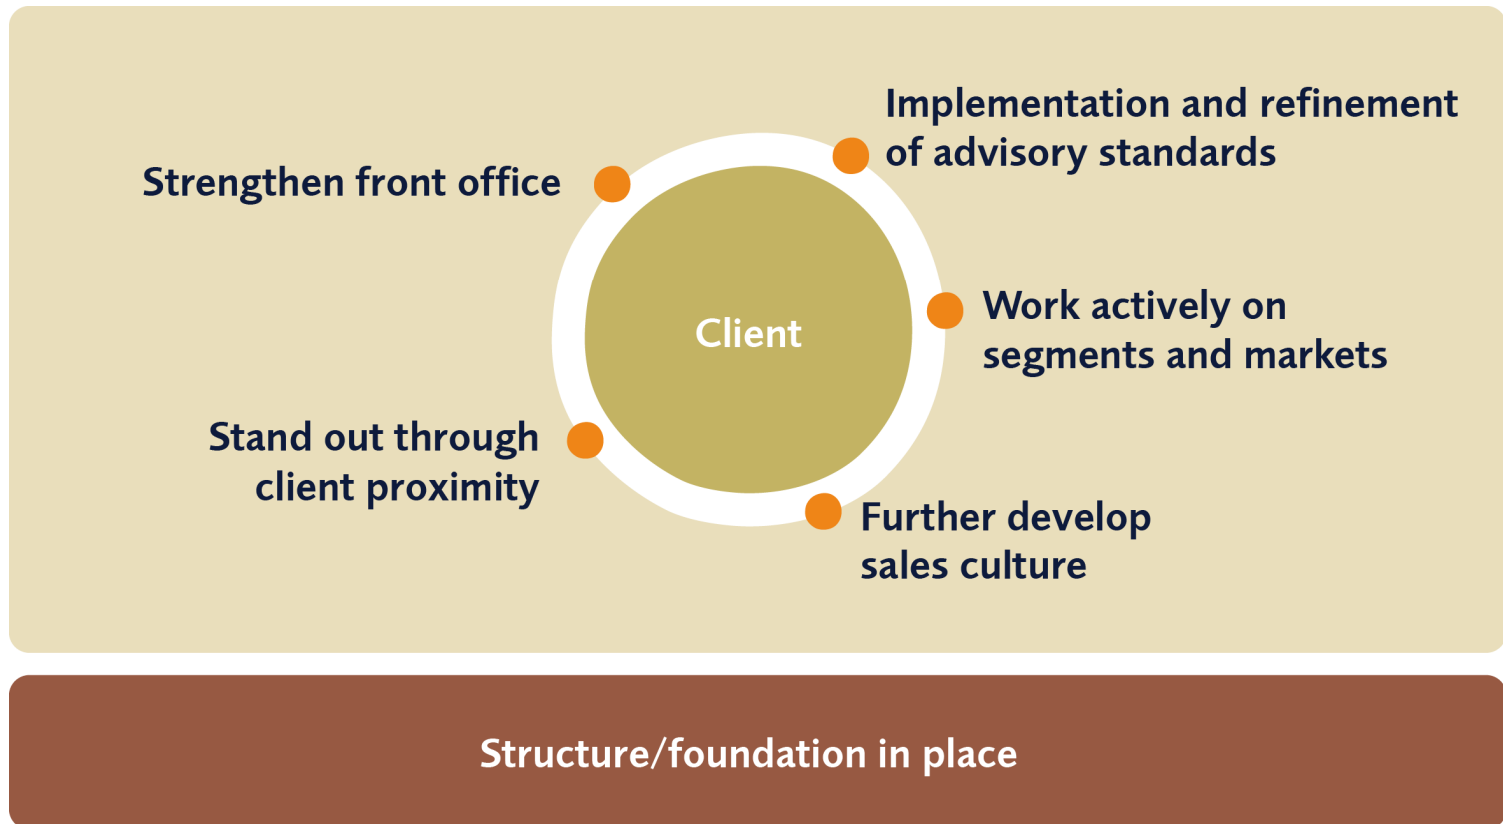 Implementation and refinement
of advisory standards
Strengthen front office
Work actively on
segments and markets
Client
Stand out through
client proximity
Further develop
sales culture
Structure/foundation in place